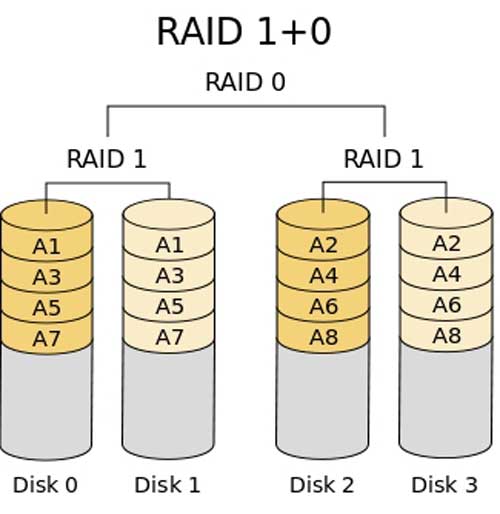 RAID 1+0
RAID 0
RAID 1 RAID 1
A1 A1 A2 A2
A3 A3 A4 A4
A5 A5 A6 A6
A7 A7 A8 A8
Disk 0 Disk 1 Disk 2 Disk 3